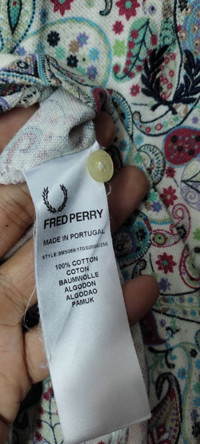 FRED PERRY
MADE IN PORTUGAL
100% COTTON
COTON
BAUMWOLLE
ALGODON
ALGODAO
PAMUK